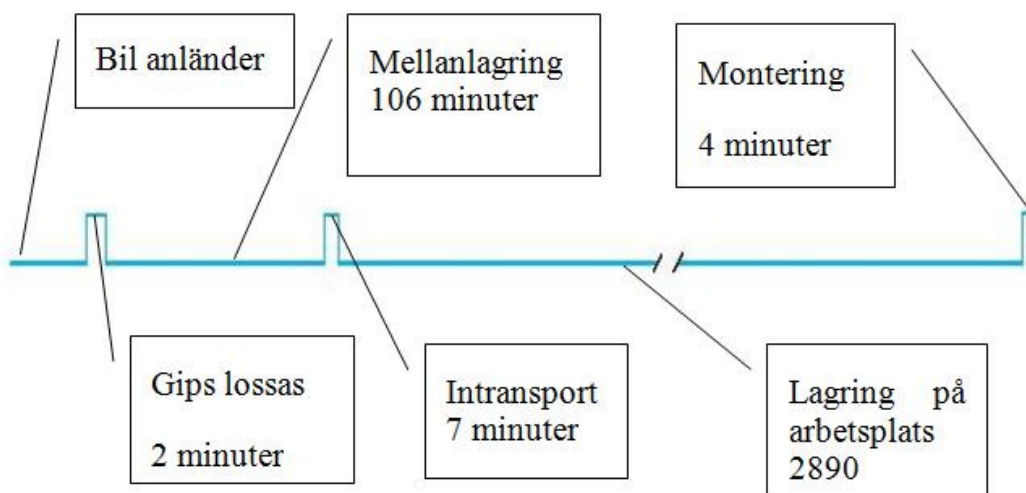 Bil anländer
Mellanlagring
106 minuter
Montering
4 minuter
Gips lossas
2 minuter
Intransport
7 minuter
Lagring på
arbetsplats
2890